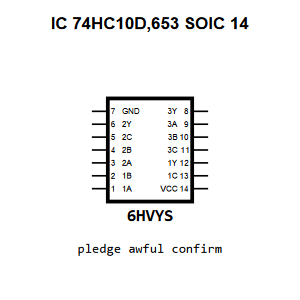 IC 74HC10D,653 SOIC 14
7 GND 3Y 8
6 2Y 3A 9
5 2C 3B 10
4 2B 3C 11
3 2A 1Y 12
2 1B 1C 13
1 1A VCC 14
6HVYS
pledge awful confirm